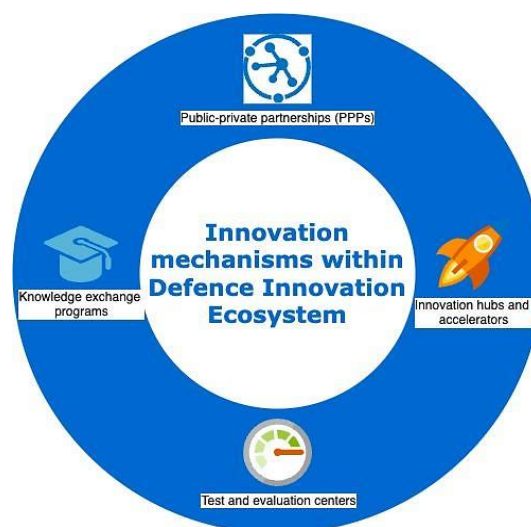 Public-private partnerships (PPPs)
Innovation
mechanisms within
Defence Innovation
Ecosystem
Knowledge exchange
programs
Innovation hubs and
accelerators
Test and evaluation centers